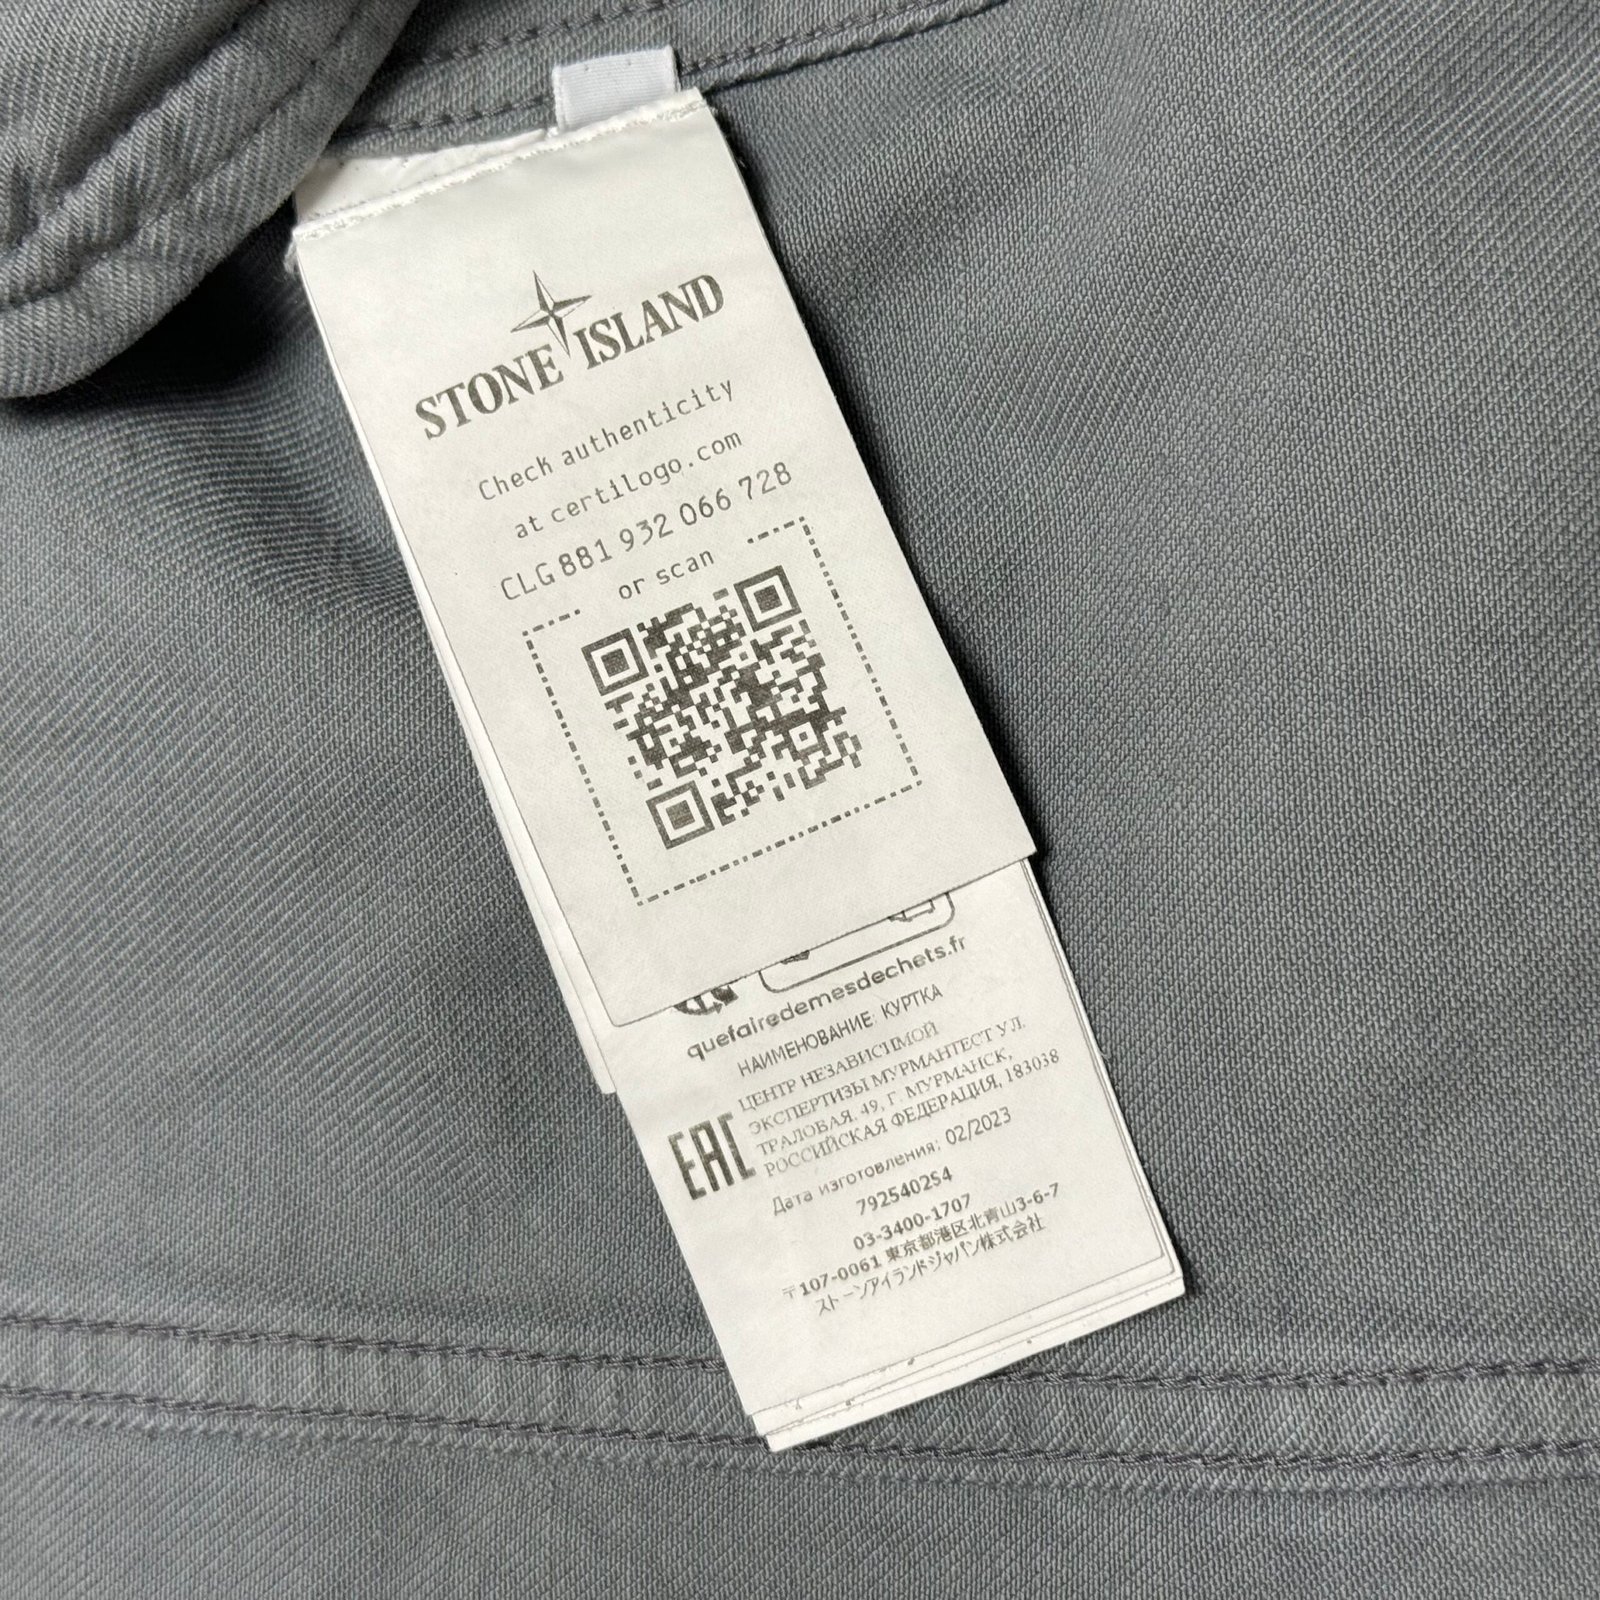 STONE ISLAND
Check authenticity
at certilogo.com
CLG 881 932 066 728
or scan
quefairedemesdechets.fr
НАИМЕНОВАНИЕ: КУРТКА
ЦЕНТР НЕЗАВИСИМОЙ
ЭКСПЕРТИЗЫ МУРМАНТЕСТ УЛ.
ТРАЛОВАЯ, 49, Г. МУРМАНСК,
РОССИЙСКАЯ ФЕДЕРАЦИЯ, 183038
EAC
Дата изготовления: 02/2023
792540254
03-3400-1707
〒107-0061 東京都港区北青山3-6-7
ストーンアイランドジャパン株式会社